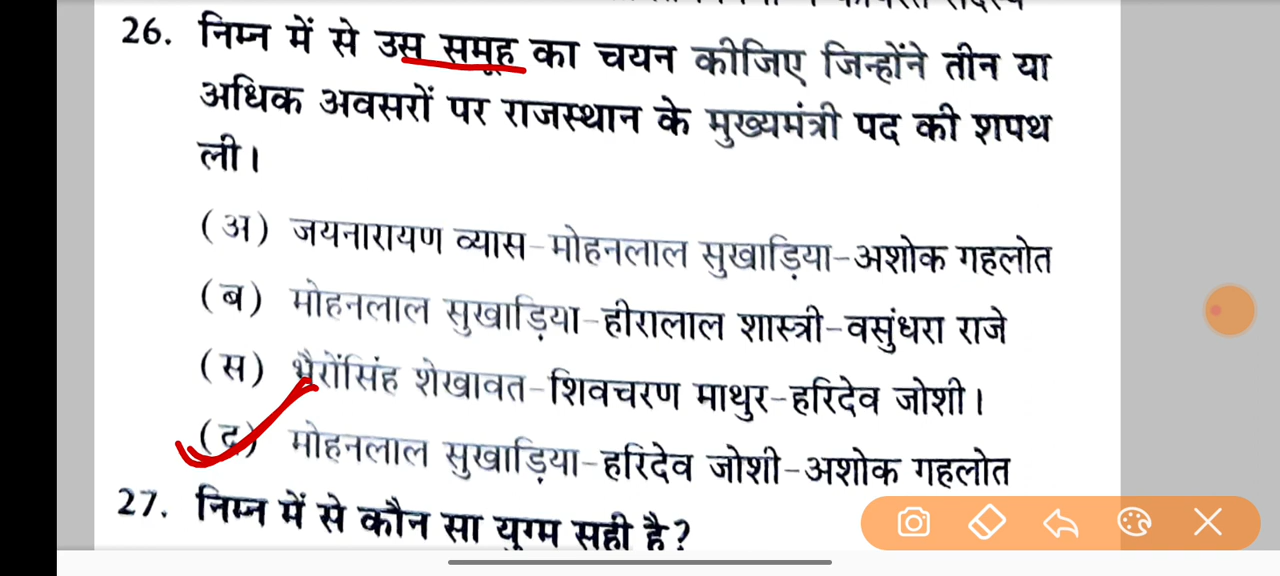 26. निम्न में से उस समूह का चयन कीजिए जिन्होंने तीन या
अधिक अवसरों पर राजस्थान के मुख्यमंत्री पद की शपथ
ली।
(अ) जयनारायण व्यास-मोहनलाल सुखाड़िया-अशोक गहलोत
(ब) मोहनलाल सुखाड़िया-हीरालाल शास्त्री-वसुंधरा राजे
(स) भैरोंसिंह शेखावत-शिवचरण माथुर-हरिदेव जोशी।
(द) मोहनलाल सुखाड़िया-हरिदेव जोशी-अशोक गहलोत
27. निम्न में से कौन सा युग्म सही है?